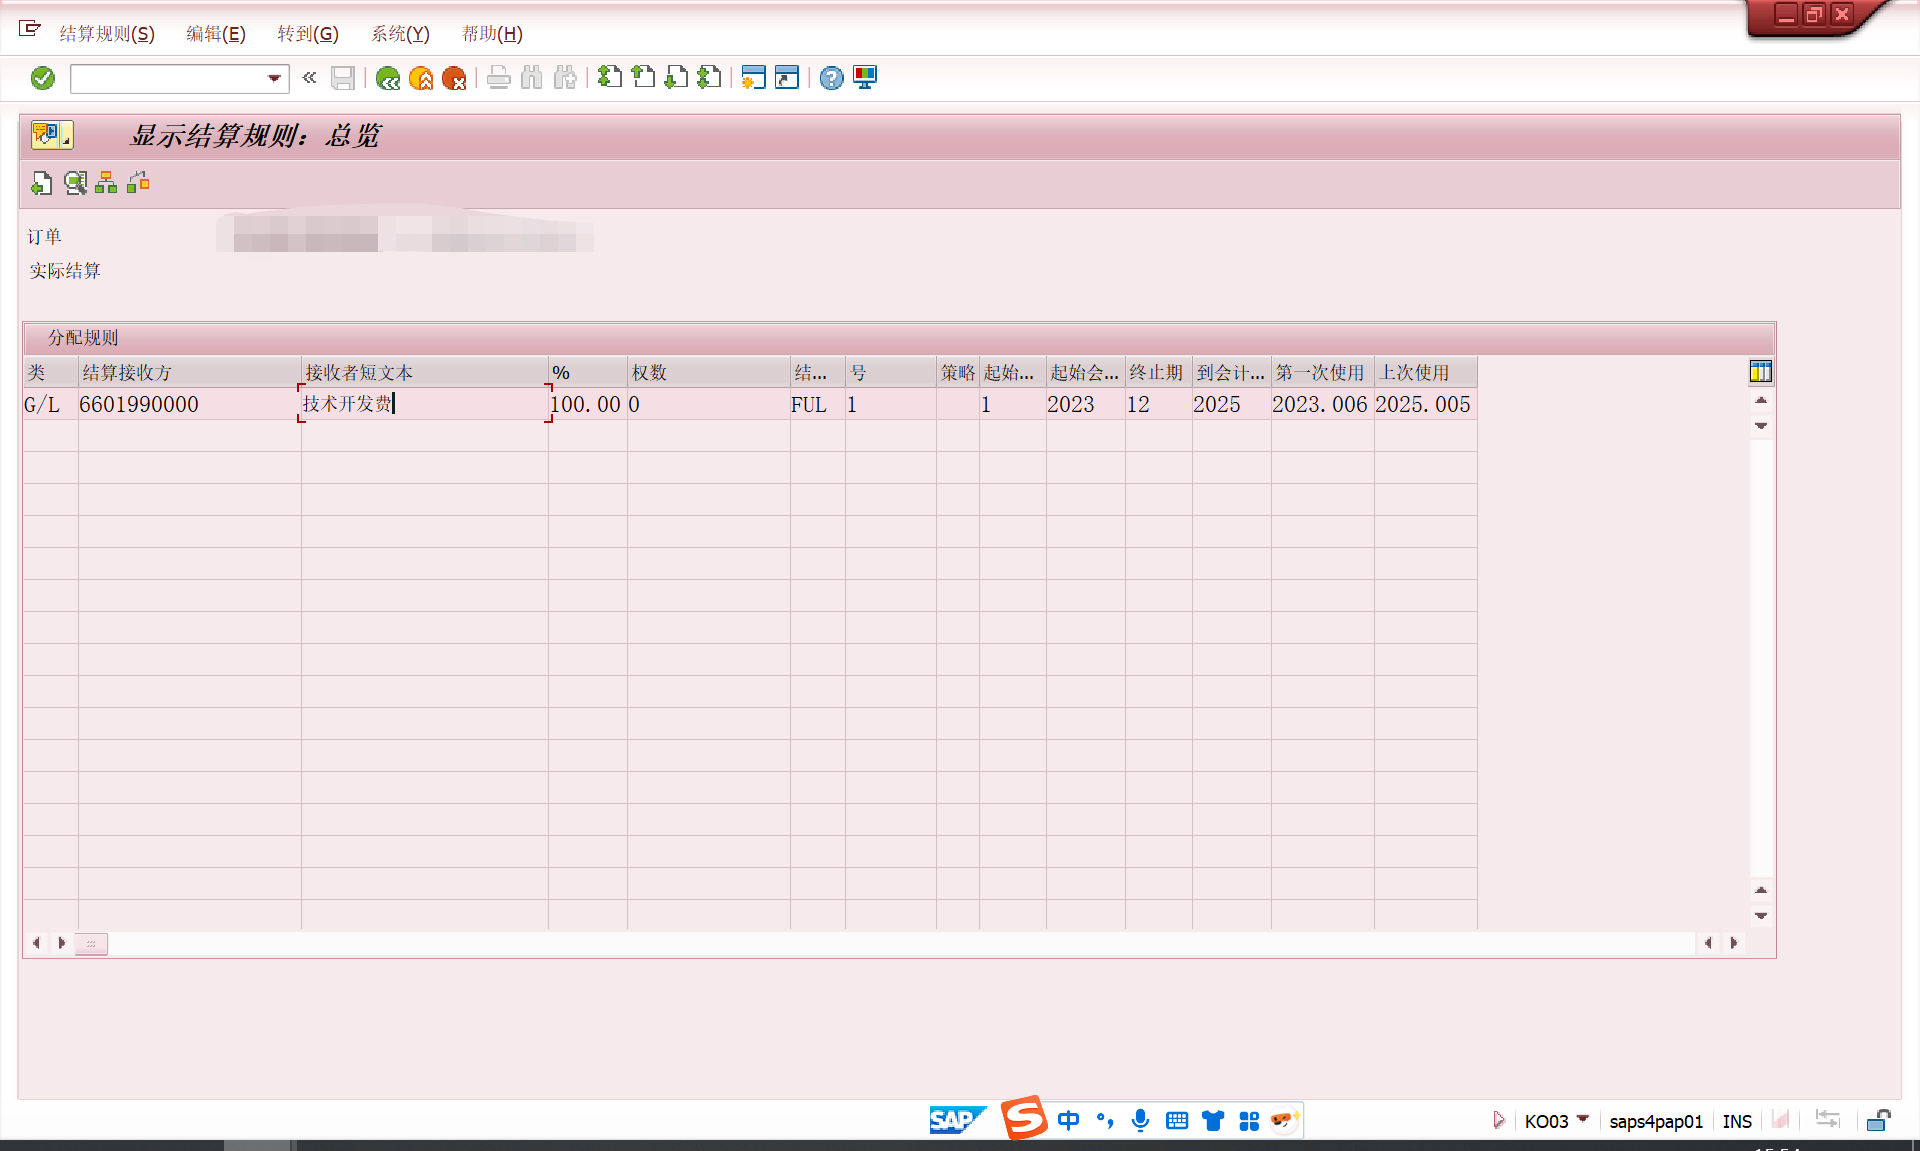 结算规则(S) 编辑(E) 转到(G) 系统(Y) 帮助(H)
显示结算规则: 总览
订单
实际结算
分配规则
类 结算接收方 接收者短文本 % 权数 结... 号 策略 起始... 起始会... 终止期 到会计... 第一次使用 上次使用
G/L 6601990000 技术开发费 100.00 0 FUL 1 1 2023 12 2025 2023.006 2025.005
SAP S 中 KO03 saps4pap01 INS